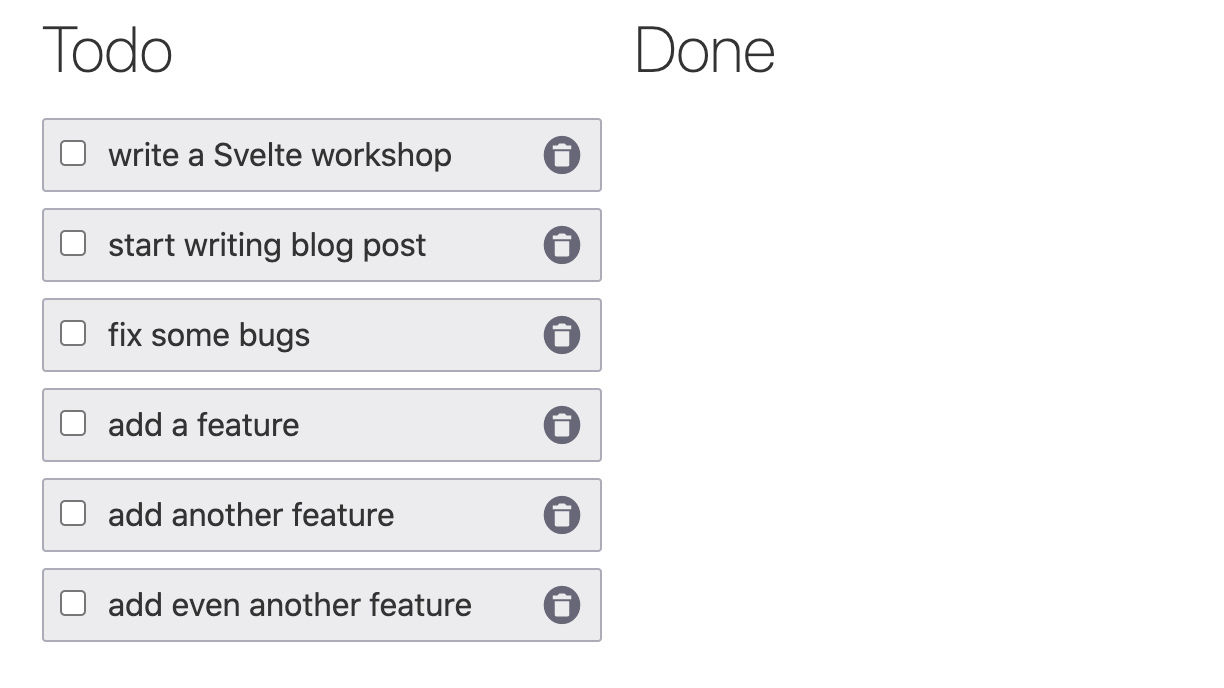 Todo
write a Svelte workshop
start writing blog post
fix some bugs
add a feature
add another feature
add even another feature
Done